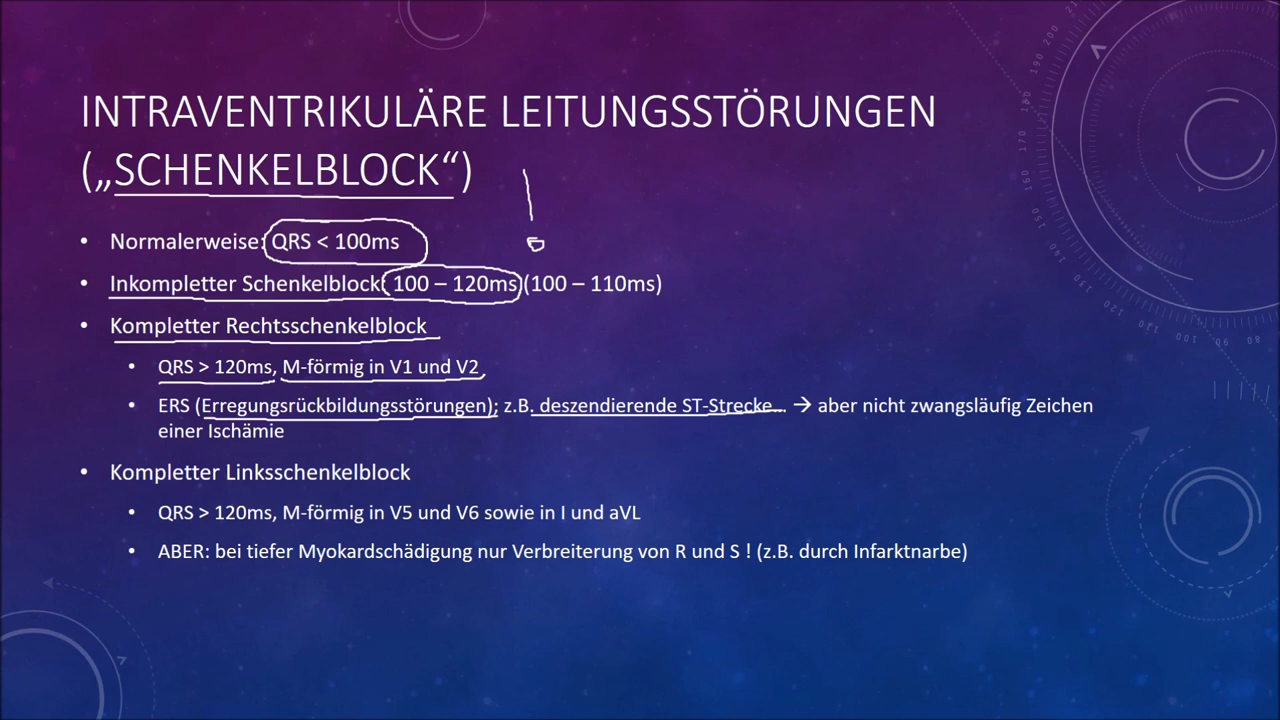 INTRAVENTRIKULÄRE LEITUNGSSTÖRUNGEN
(„SCHENKELBLOCK“)
• Normalerweise: QRS < 100ms
• Inkompletter Schenkelblock: 100 – 120ms (100 – 110ms)
• Kompletter Rechtsschenkelblock
• QRS > 120ms, M-förmig in V1 und V2
• ERS (Erregungsrückbildungsstörungen); z.B. deszendierende ST-Strecke… → aber nicht zwangsläufig Zeichen
einer Ischämie
• Kompletter Linksschenkelblock
• QRS > 120ms, M-förmig in V5 und V6 sowie in I und aVL
• ABER: bei tiefer Myokardschädigung nur Verbreiterung von R und S ! (z.B. durch Infarktnarbe)